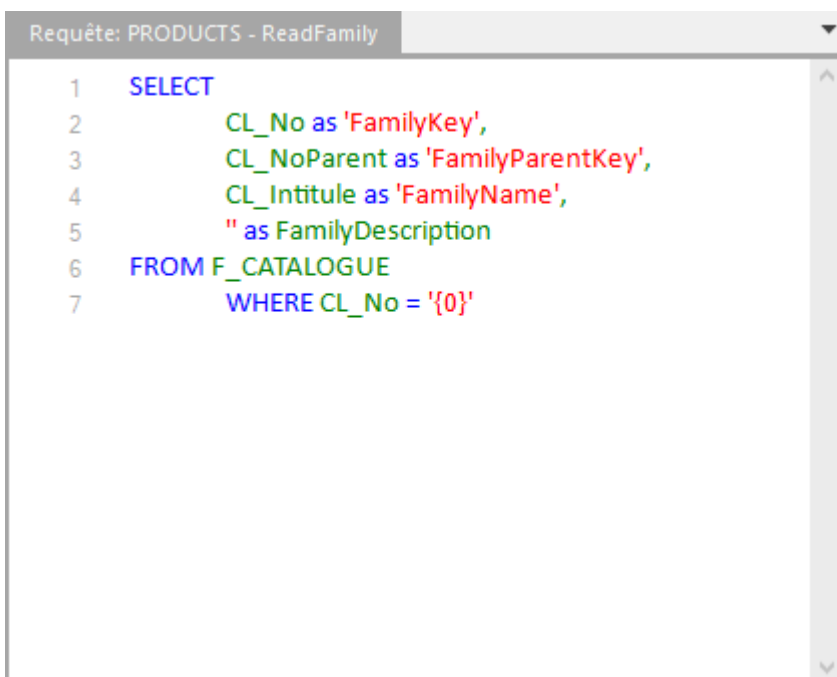 Requête: PRODUCTS - ReadFamily
1 SELECT
2 CL_No as 'FamilyKey',
3 CL_NoParent as 'FamilyParentKey',
4 CL_Intitule as 'FamilyName',
5 '' as FamilyDescription
6 FROM F_CATALOGUE
7 WHERE CL_No = '{0}'